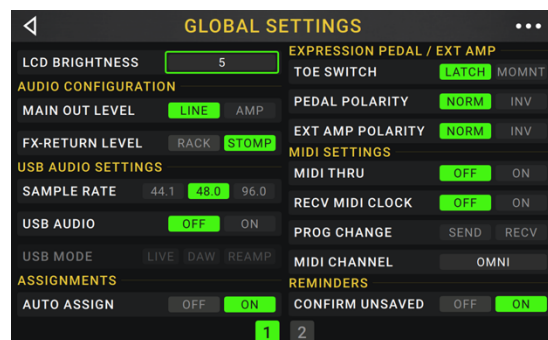 GLOBAL SETTINGS
LCD BRIGHTNESS 5
AUDIO CONFIGURATION
MAIN OUT LEVEL LINE AMP
FX-RETURN LEVEL RACK STOMP
USB AUDIO SETTINGS
SAMPLE RATE 44.1 48.0 96.0
USB AUDIO OFF ON
USB MODE LIVE DAW REAMP
ASSIGNMENTS
AUTO ASSIGN OFF ON
EXPRESSION PEDAL / EXT AMP
TOE SWITCH LATCH MOMNT
PEDAL POLARITY NORM INV
EXT AMP POLARITY NORM INV
MIDI SETTINGS
MIDI THRU OFF ON
RECV MIDI CLOCK OFF ON
PROG CHANGE SEND RECV
MIDI CHANNEL OMNI
REMINDERS
CONFIRM UNSAVED OFF ON
1 2